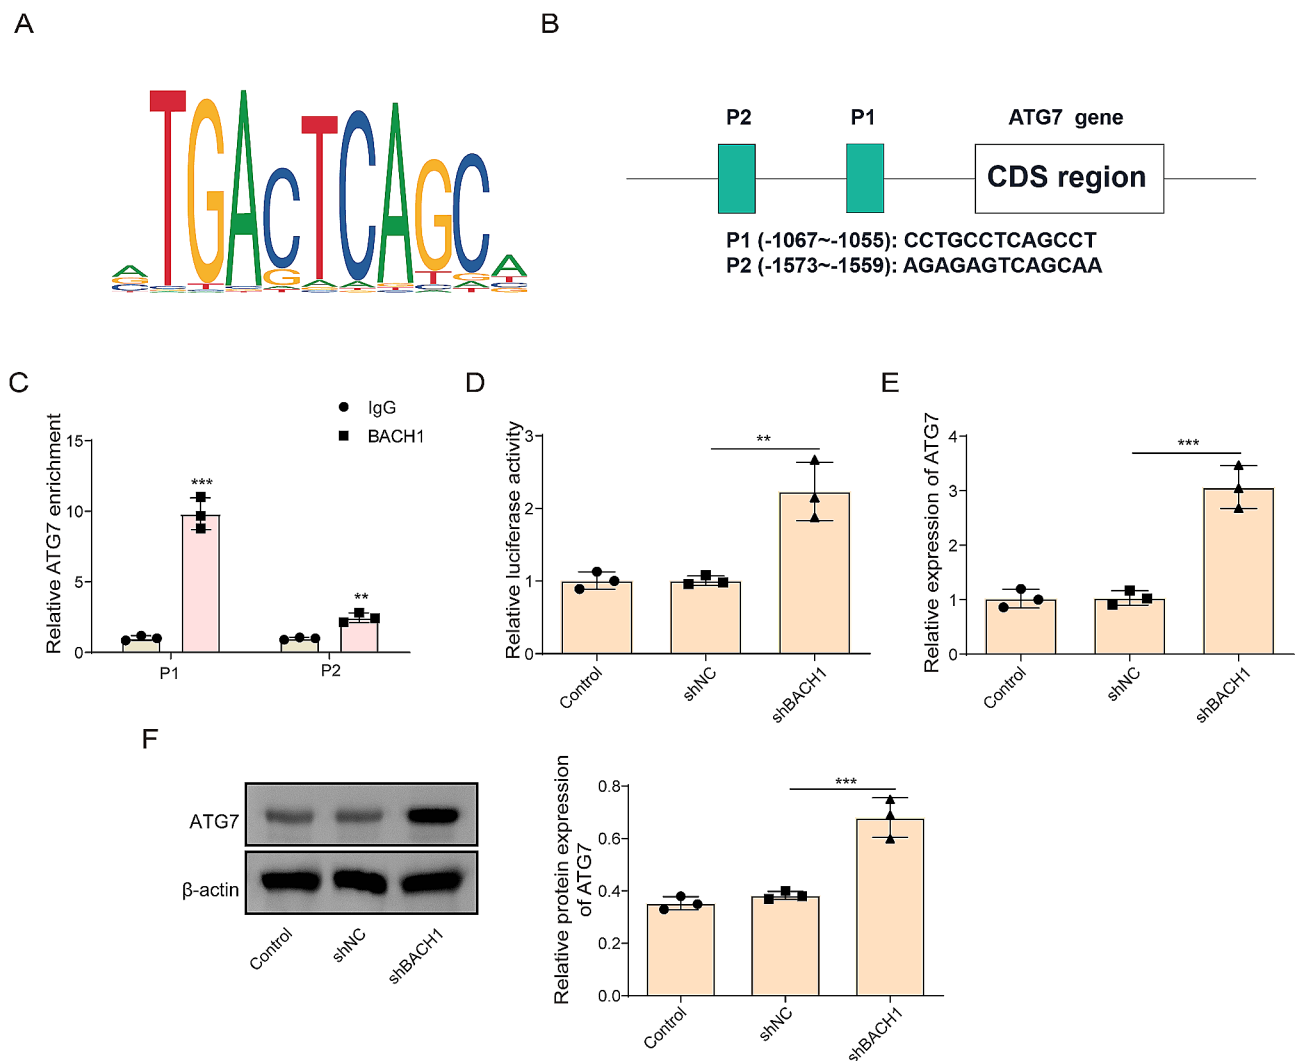 A
B
TGACTCAGC
P2
P1
ATG7 gene
CDS region
P1 (-1067~-1055): CCTGCCTCAGCCT
P2 (-1573~-1559): AGAGAGTCAGCAA
C
IgG
BACH1
Relative ATG7 enrichment
15
10
5
0
***
**
P1
P2
D
Relative luciferase activity
3
2
1
0
**
Control
shNC
shBACH1
E
Relative expression of ATG7
4
3
2
1
0
***
Control
shNC
shBACH1
F
ATG7
β-actin
Control
shNC
shBACH1
Relative protein expression
of ATG7
0.8
0.6
0.4
0.2
0.0
***
Control
shNC
shBACH1